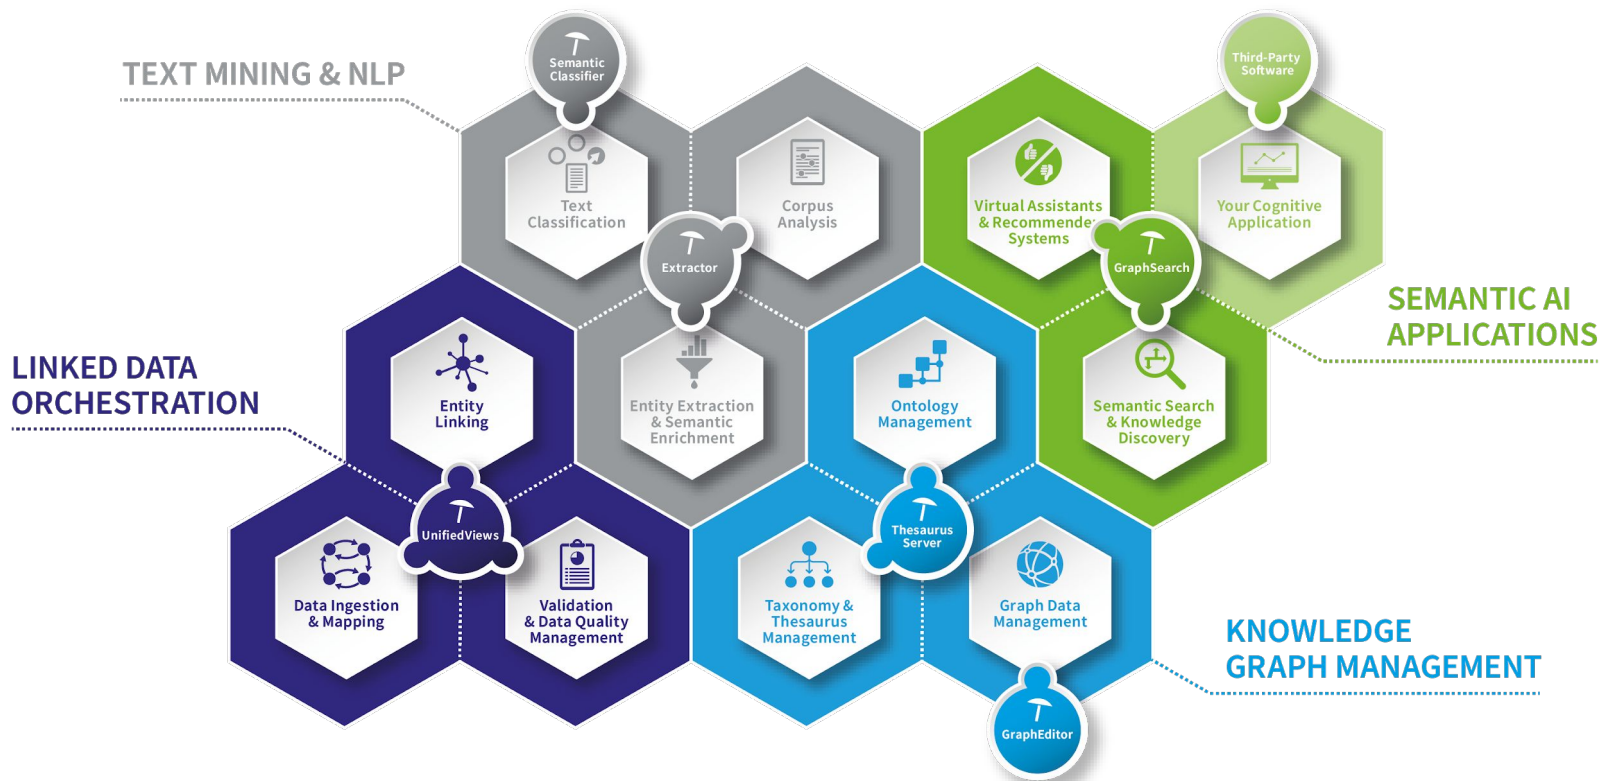 TEXT MINING & NLP
Semantic
Classifier
Text
Classification
Corpus
Analysis
Extractor
Entity Extraction
& Semantic
Enrichment
Third-Party
Software
Virtual Assistants
& Recommender
Systems
Your Cognitive
Application
GraphSearch
Semantic Search
& Knowledge
Discovery
SEMANTIC AI
APPLICATIONS
LINKED DATA
ORCHESTRATION
Entity
Linking
UnifiedViews
Data Ingestion
& Mapping
Validation
& Data Quality
Management
Ontology
Management
Thesaurus
Server
Taxonomy &
Thesaurus
Management
Graph Data
Management
GraphEditor
KNOWLEDGE
GRAPH MANAGEMENT